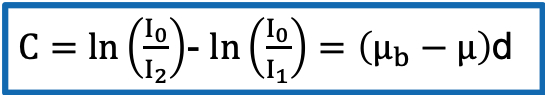 C = ln (I₀/I₂)- ln (I₀/I₁) = (μb − μ)d